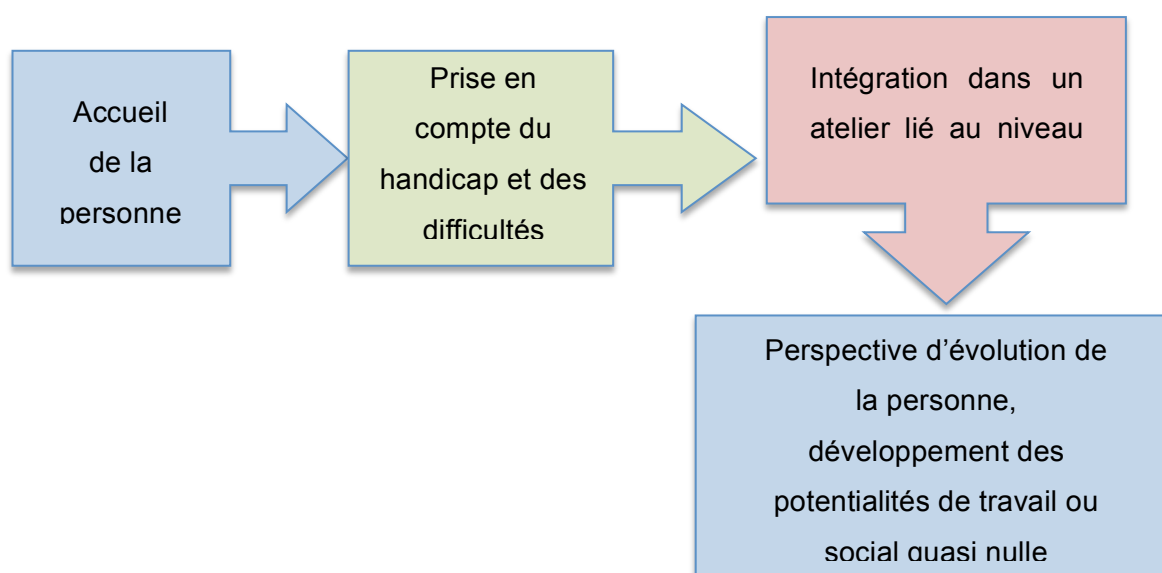 Accueil
de la
personne
Prise en
compte du
handicap et des
difficultés
Intégration dans un
atelier lié au niveau
Perspective d’évolution de
la personne,
développement des
potentialités de travail ou
social quasi nulle